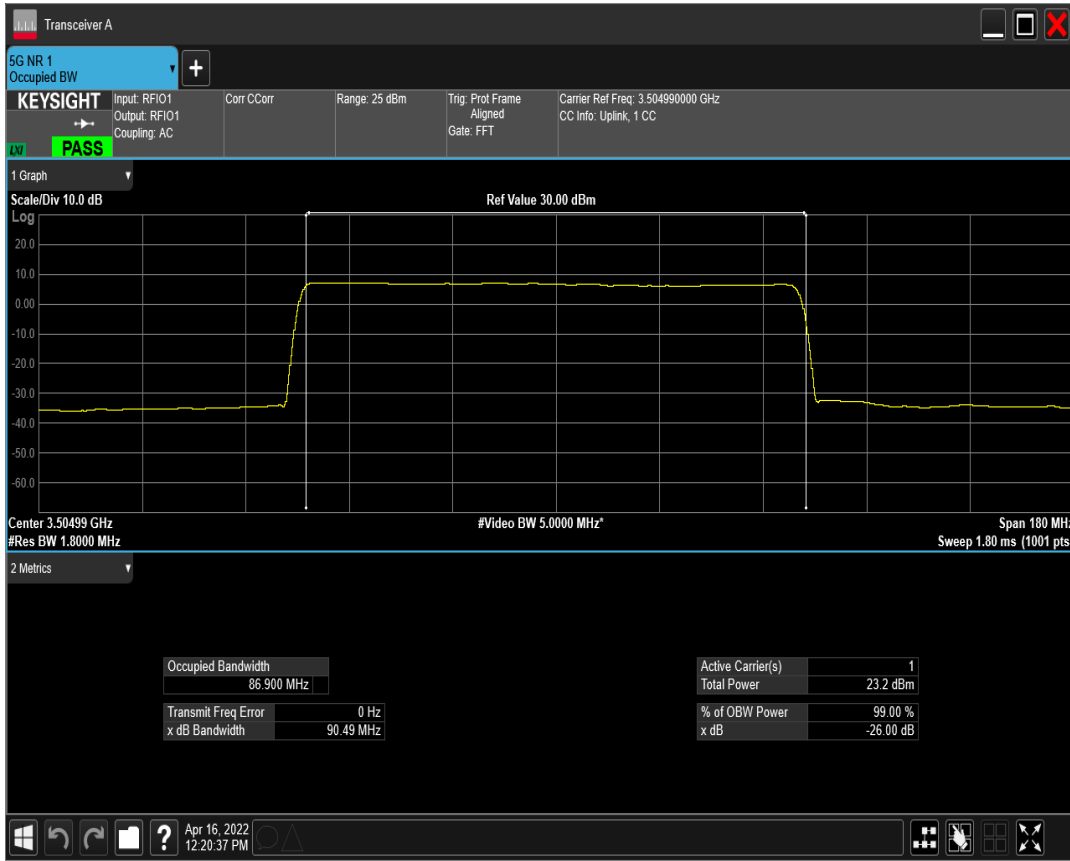 Transceiver A
5G NR 1
Occupied BW
+
KEYSIGHT
LXI
PASS
Input: RFIO1
Output: RFIO1
Coupling: AC
Corr CCorr
Range: 25 dBm
Trig: Prot Frame
Aligned
Gate: FFT
Carrier Ref Freq: 3.504990000 GHz
CC Info: Uplink, 1 CC
1 Graph
Scale/Div 10.0 dB
Ref Value 30.00 dBm
Log
20.0
10.0
0.00
-10.0
-20.0
-30.0
-40.0
-50.0
-60.0
Center 3.50499 GHz
#Video BW 5.0000 MHz*
Span 180 MHz
#Res BW 1.8000 MHz
Sweep 1.80 ms (1001 pts
2 Metrics
Occupied Bandwidth
86.900 MHz
Transmit Freq Error 0 Hz
x dB Bandwidth 90.49 MHz
Active Carrier(s) 1
Total Power 23.2 dBm
% of OBW Power 99.00 %
x dB -26.00 dB
?
Apr 16, 2022
12:20:37 PM